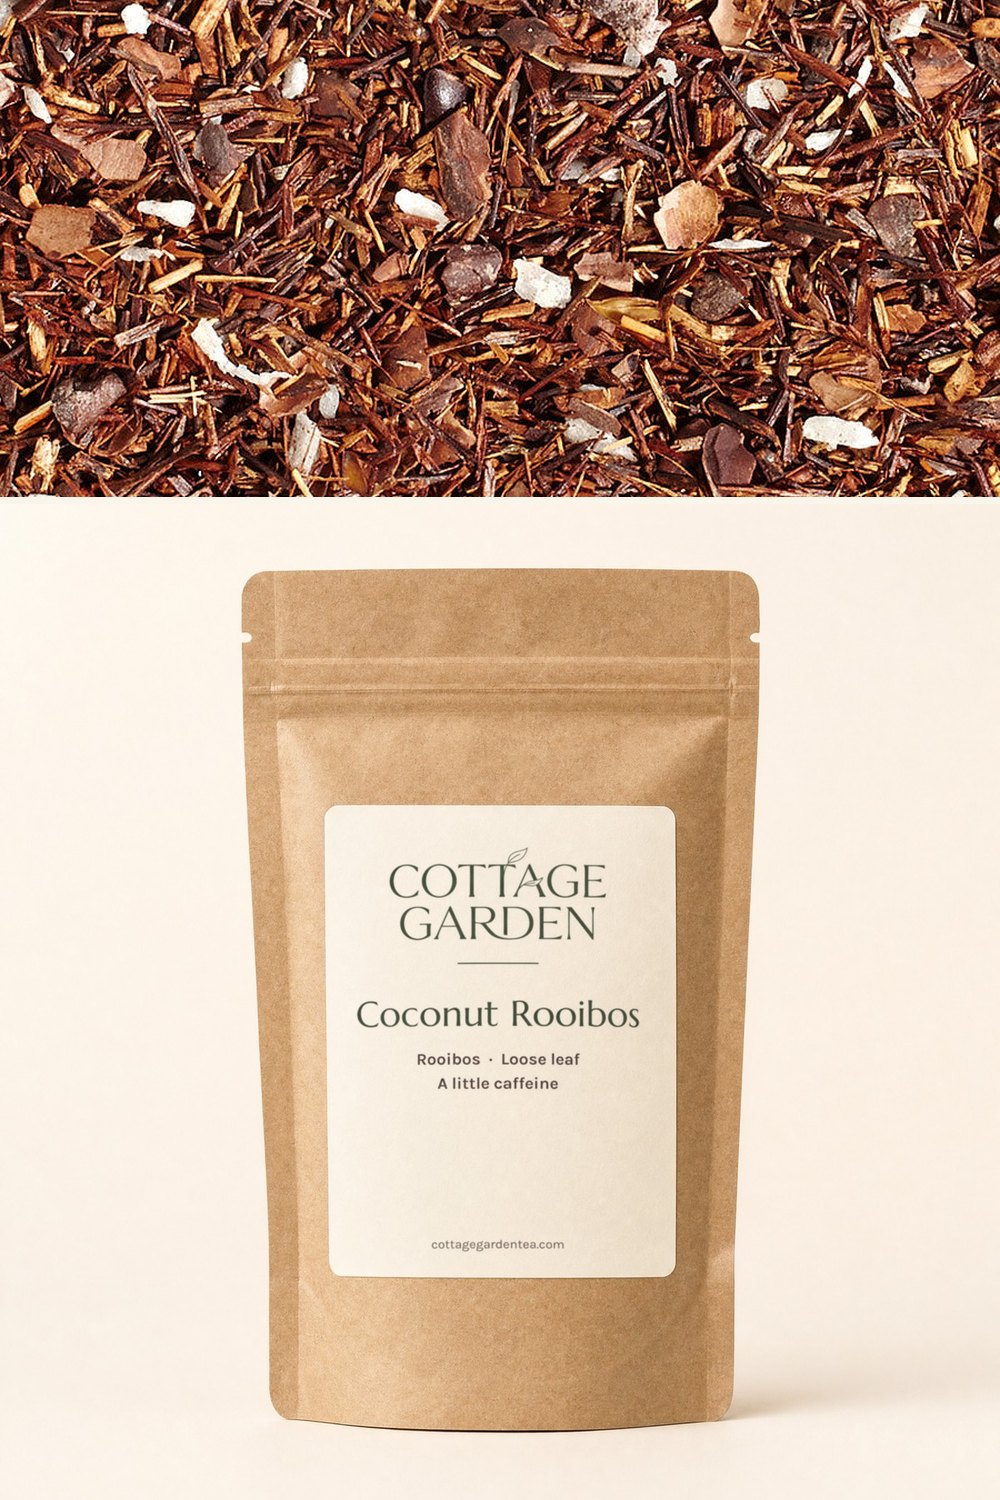 COTTAGE
GARDEN
Coconut Rooibos
Rooibos · Loose leaf
A little caffeine
cottagegardentea.com